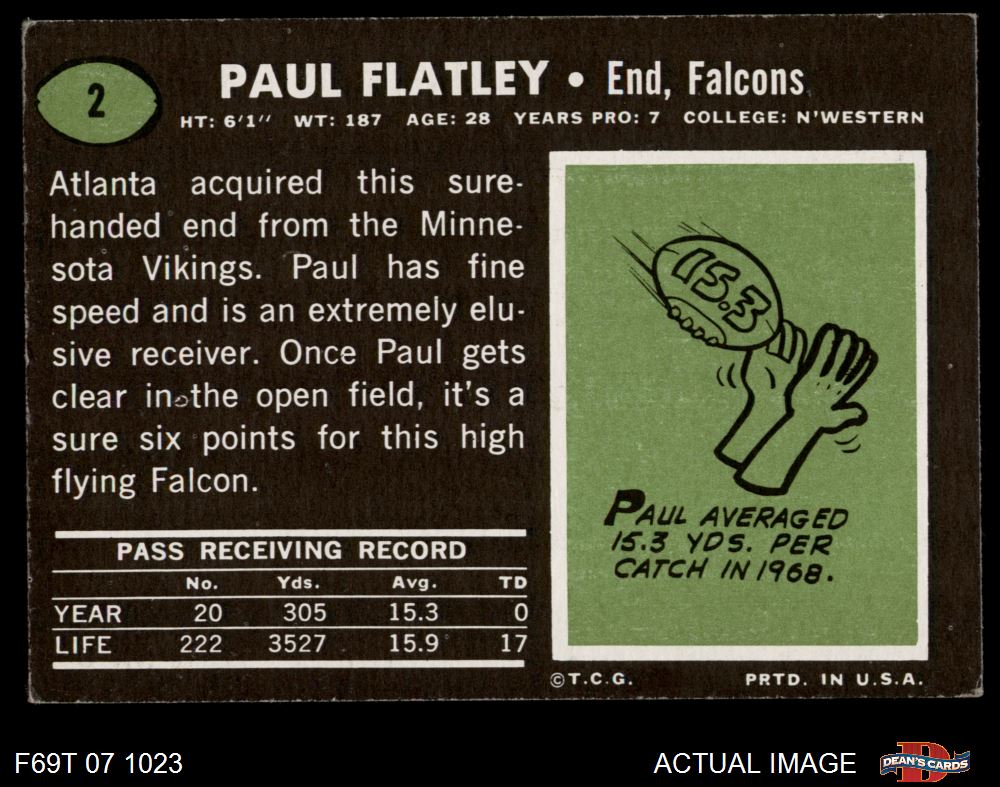 2
PAUL FLATLEY • End, Falcons
HT: 6'1" WT: 187 AGE: 28 YEARS PRO: 7 COLLEGE: N'WESTERN
Atlanta acquired this sure-
handed end from the Minne-
sota Vikings. Paul has fine
speed and is an extremely elu-
sive receiver. Once Paul gets
clear in the open field, it's a
sure six points for this high
flying Falcon.
15.3
PAUL AVERAGED
15.3 YDS. PER
CATCH IN 1968.
PASS RECEIVING RECORD
No. Yds. Avg. TD
YEAR 20 305 15.3 0
LIFE 222 3527 15.9 17
©T.C.G. PRTD. IN U.S.A.
F69T 07 1023 ACTUAL IMAGE
D
DEAN'S CARDS